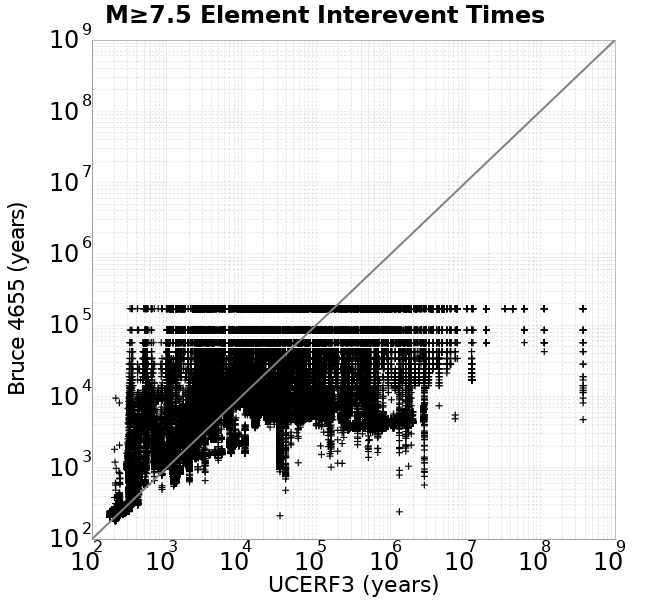 M≥7.5 Element Interevent Times
10^9
10^8
10^7
10^6
10^5
10^4
10^3
10^2
Bruce 4655 (years)
10^2 10^3 10^4 10^5 10^6 10^7 10^8 10^9
UCERF3 (years)